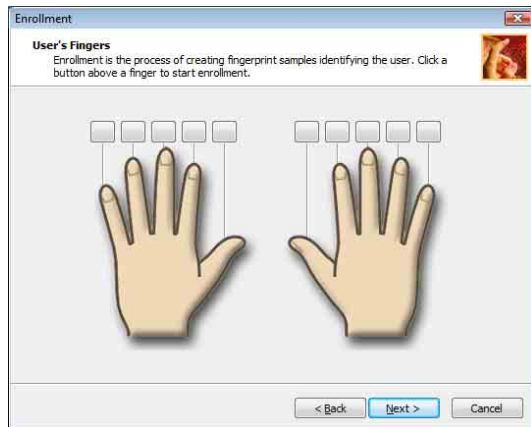 Enrollment
User's Fingers
Enrollment is the process of creating fingerprint samples identifying the user. Click a
button above a finger to start enrollment.
< Back
Next >
Cancel